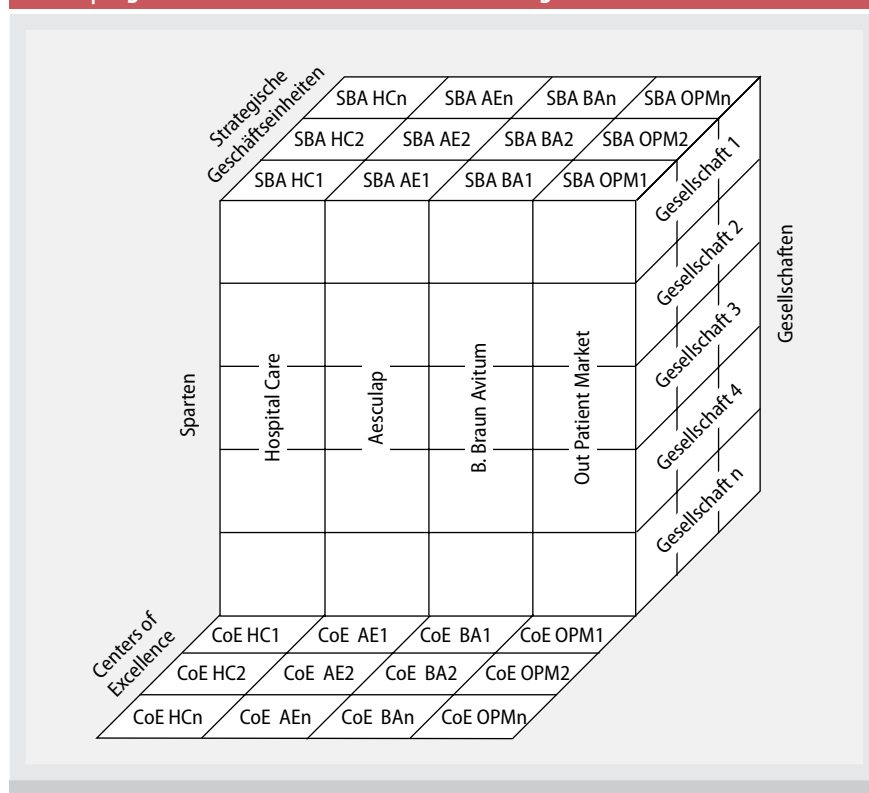 Strategische
Geschäftseinheiten
SBA HCn SBA AEn SBA BAn SBA OPMn
SBA HC2 SBA AE2 SBA BA2 SBA OPM2
SBA HC1 SBA AE1 SBA BA1 SBA OPM1
Sparten
Hospital Care
Aesculap
B. Braun Avitum
Out Patient Market
Gesellschaft 1
Gesellschaft 2
Gesellschaft 3
Gesellschaft 4
Gesellschaft n
Gesellschaften
Centers of
Excellence
CoE HC1 CoE AE1 CoE BA1 CoE OPM1
CoE HC2 CoE AE2 CoE BA2 CoE OPM2
CoE HCn CoE AEn CoE BAn CoE OPMn